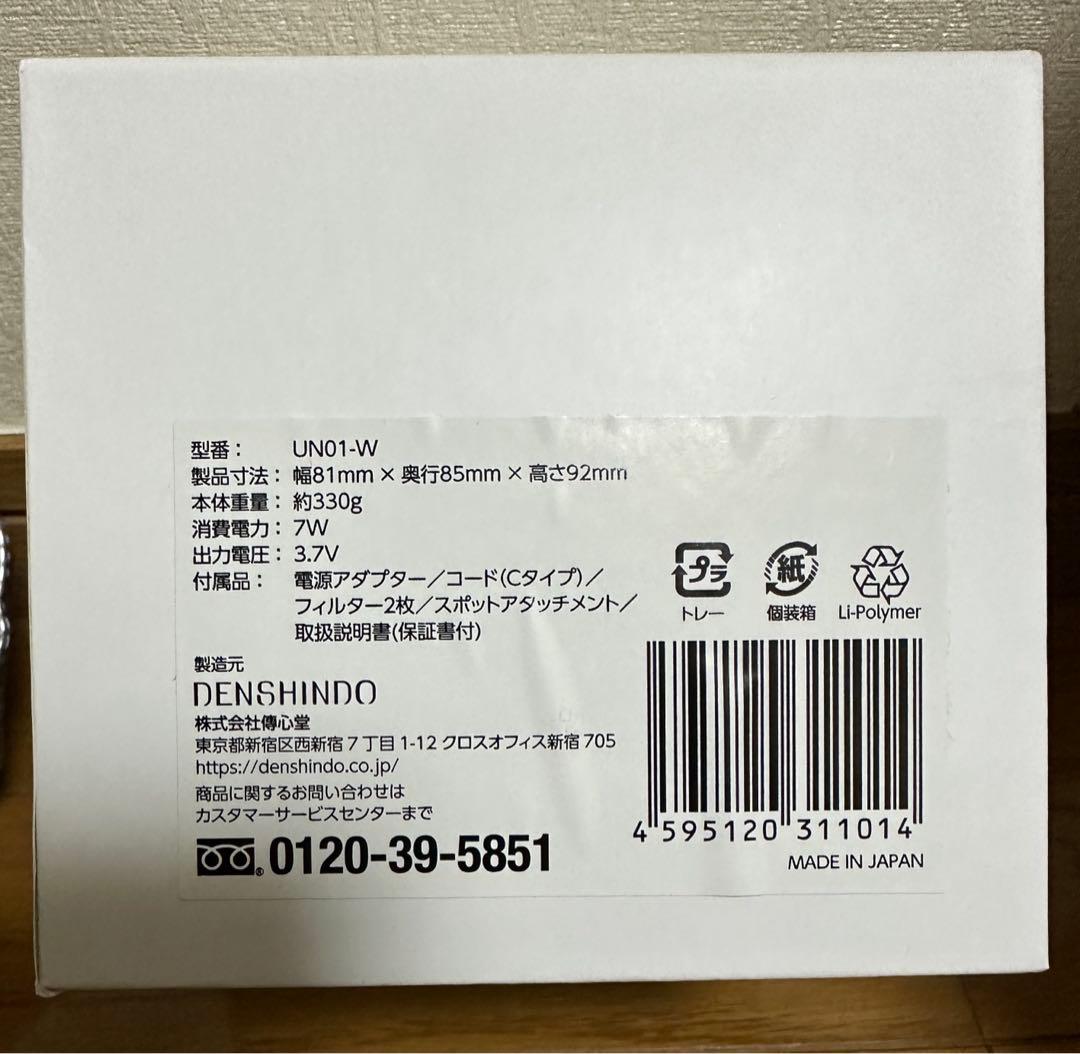 型番： UN01-W
製品寸法： 幅81mm × 奥行85mm × 高さ92mm
本体重量： 約330g
消費電力： 7W
出力電圧： 3.7V
付属品： 電源アダプター／コード(Cタイプ)／
フィルター2枚／スポットアタッチメント／
取扱説明書(保証書付)
プラ
トレー
紙
個装箱
Li-Polymer
製造元
DENSHINDO
株式会社傳心堂
東京都新宿区西新宿7丁目1-12 クロスオフィス新宿705
https://denshindo.co.jp/
商品に関するお問い合わせは
カスタマーサービスセンターまで
® 0120-39-5851
4 595120 311014
MADE IN JAPAN